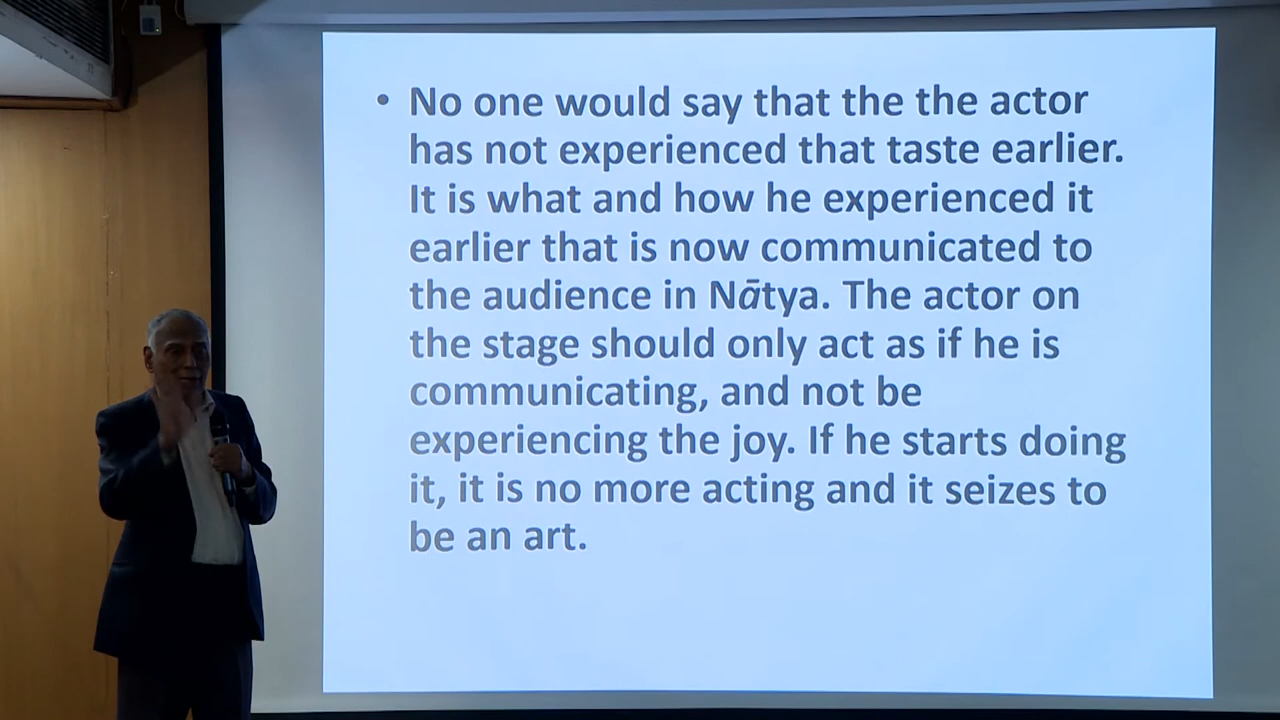 • No one would say that the the actor
has not experienced that taste earlier.
It is what and how he experienced it
earlier that is now communicated to
the audience in Nātya. The actor on
the stage should only act as if he is
communicating, and not be
experiencing the joy. If he starts doing
it, it is no more acting and it seizes to
be an art.